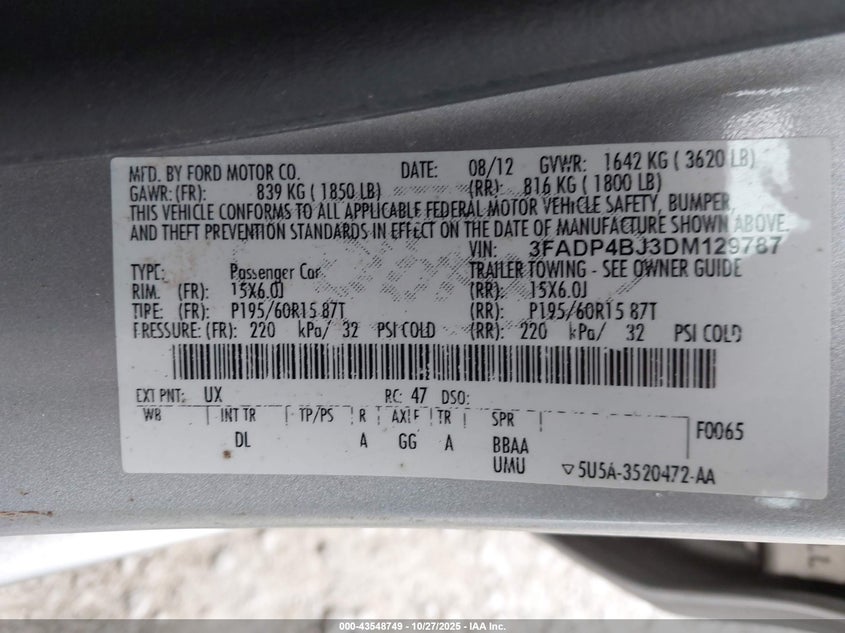 MFD. BY FORD MOTOR CO. DATE: 08/12 GVWR: 1642 KG ( 3620 LB)
GAWR: (FR): 839 KG ( 1850 LB) (RR): 816 KG ( 1800 LB)
THIS VEHICLE CONFORMS TO ALL APPLICABLE FEDERAL MOTOR VEHICLE SAFETY, BUMPER,
AND THEFT PREVENTION STANDARDS IN EFFECT ON THE DATE OF MANUFACTURE SHOWN ABOVE.
VIN: 3FADP4BJ3DM129787
TYPE: Passenger Car TRAILER TOWING - SEE OWNER GUIDE
RIM. (FR): 15X6.0J (RR): 15X6.0J
TIRE: (FR): P195/60R15 87T (RR): P195/60R15 87T
PRESSURE: (FR): 220 kPa/ 32 PSI COLD (RR): 220 kPa/ 32 PSI COLD
EXT PNT: UX RC: 47 DSO:
WB INT TR TP/PS R AXLE TR SPR F0065
DL A GG A BBAA
UMU ▽5U5A-3520472-AA
000-43548749 - 10/27/2025 - IAA Inc.